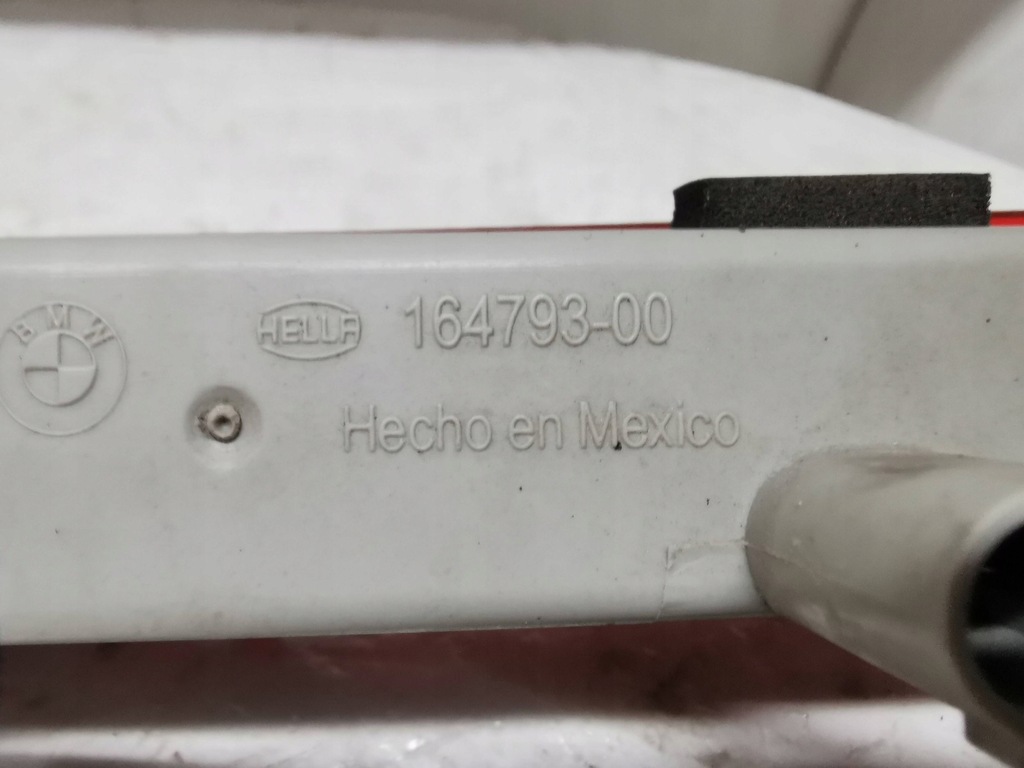 BMW HELLA 164793-00
Hecho en Mexico